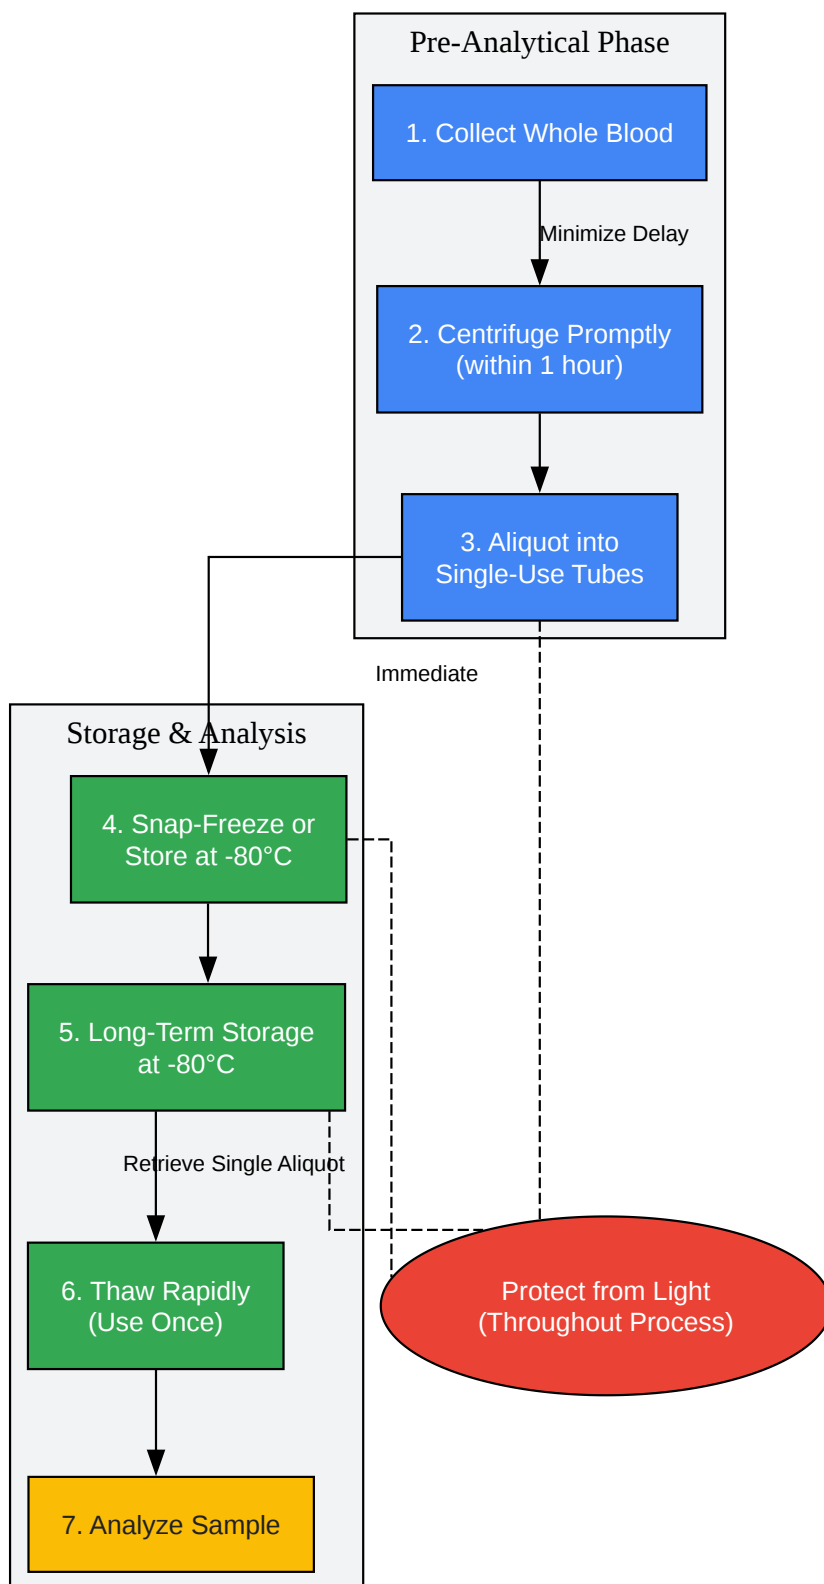 Pre-Analytical Phase
1. Collect Whole Blood
Minimize Delay
2. Centrifuge Promptly
(within 1 hour)
3. Aliquot into
Single-Use Tubes
Immediate
Storage & Analysis
4. Snap-Freeze or
Store at -80°C
5. Long-Term Storage
at -80°C
Retrieve Single Aliquot
6. Thaw Rapidly
(Use Once)
Protect from Light
(Throughout Process)
7. Analyze Sample